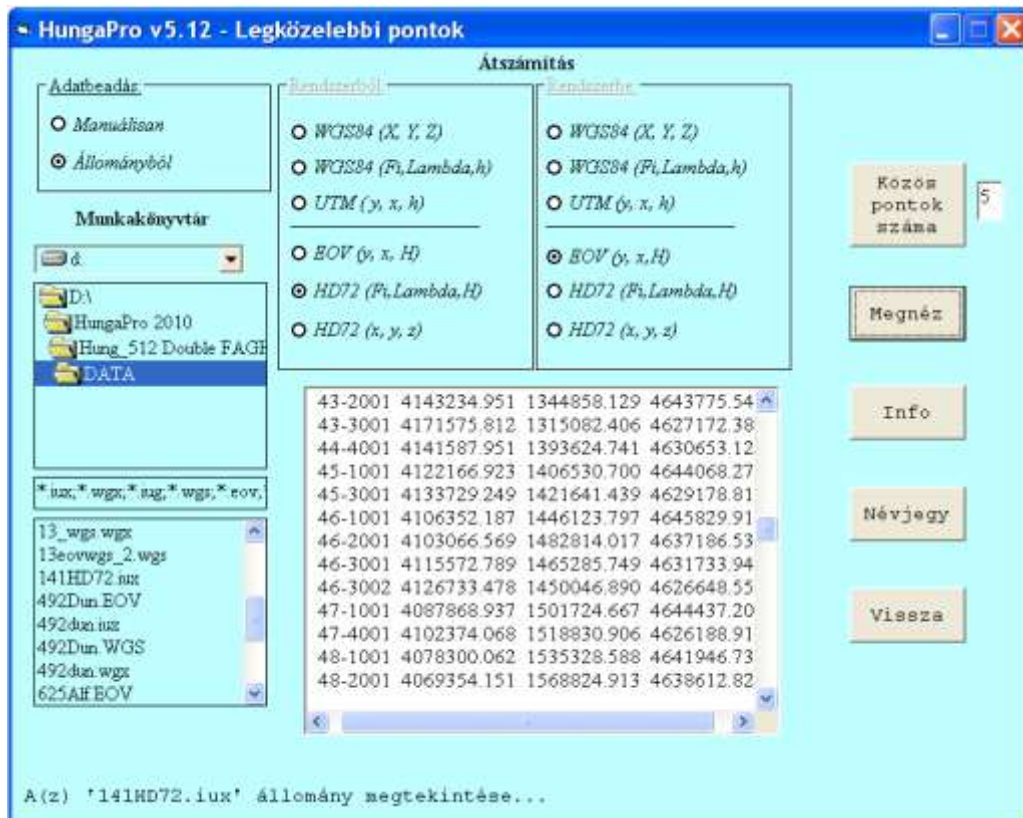 HungaPro v5.12 - Legközelebbi pontok
Átszámítás
Adatbeadás:
Manuálisan
Állományból
Rendszerből:
WGS84 (X, Y, Z)
WGS84 (Fi,Lambda,h)
UTM (y, x, h)
EOV (y, x, H)
HD72 (Fi,Lambda,H)
HD72 (x, y, z)
Rendszerbe:
WGS84 (X, Y, Z)
WGS84 (Fi,Lambda,h)
UTM (y, x, h)
EOV (y, x,H)
HD72 (Fi,Lambda,H)
HD72 (x, y, z)
Munkakönyvtár
d:
D:\
HungaPro 2010
Hung_512 Double FAGE
DATA
*.iux,*.wgx,*.iug,*.wgs,*.eov,
13_wgs.wgx
13eovwgs_2.wgs
141HD72.iux
492Dun.EOV
492dun.iux
492Dun.WGS
492dun.wgx
625Alf.EOV
43-2001 4143234.951 1344858.129 4643775.54
43-3001 4171575.812 1315082.406 4627172.38
44-4001 4141587.951 1393624.741 4630653.12
45-1001 4122166.923 1406530.700 4644068.27
45-3001 4133729.249 1421641.439 4629178.81
46-1001 4106352.187 1446123.797 4645829.91
46-2001 4103066.569 1482814.017 4637186.53
46-3001 4115572.789 1465285.749 4631733.94
46-3002 4126733.478 1450046.890 4626648.55
47-1001 4087868.937 1501724.667 4644437.20
47-4001 4102374.068 1518830.906 4626188.91
48-1001 4078300.062 1535328.588 4641946.73
48-2001 4069354.151 1568824.913 4638612.82
Közös
pontok
száma
5
Megnéz
Info
Névjegy
Vissza
A(z) '141HD72.iux' állomány megtekintése...